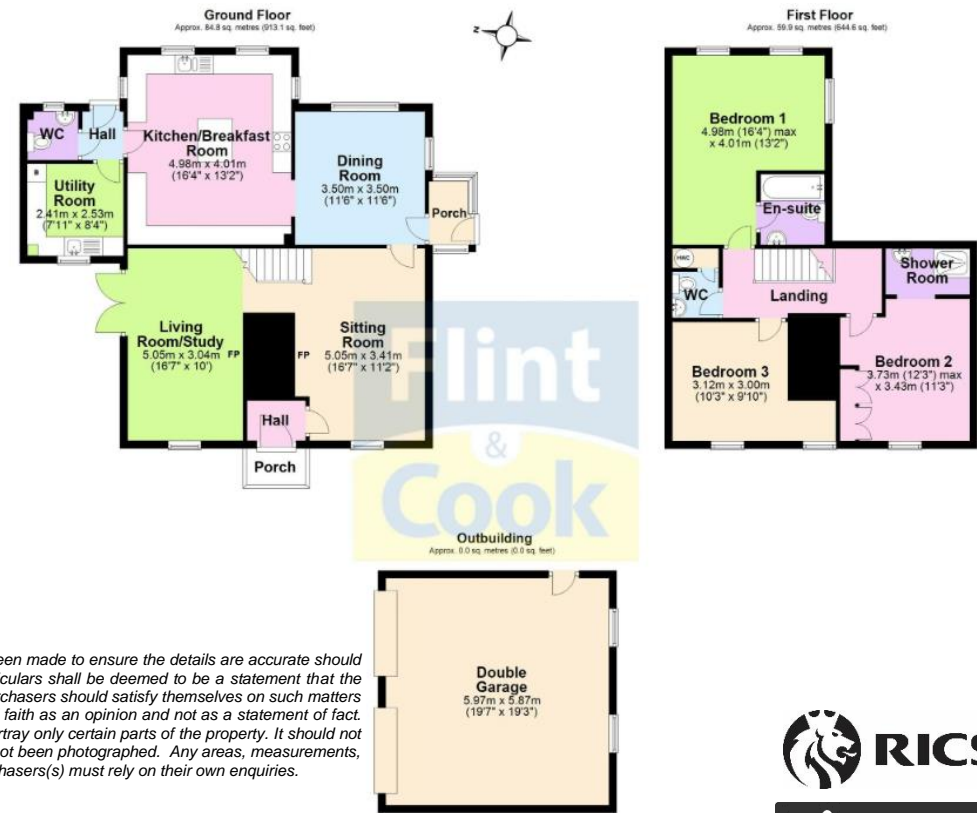 Ground Floor
Approx. 84.8 sq. metres (913.1 sq. feet)
WC
Hall
Kitchen/Breakfast
Room
4.98m x 4.01m
(16'4" x 13'2")
Utility
Room
2.41m x 2.53m
(7'11" x 8'4")
Dining
Room
3.50m x 3.50m
(11'6" x 11'6")
Porch
Living
Room/Study
5.05m x 3.04m
(16'7" x 10')
FP
FP
Sitting
Room
5.05m x 3.41m
(16'7" x 11'2")
Hall
Porch
N
First Floor
Approx. 59.9 sq. metres (644.6 sq. feet)
Bedroom 1
4.98m (16'4") max
x 4.01m (13'2")
En-suite
HWC
WC
Landing
Shower
Room
Bedroom 3
3.12m x 3.00m
(10'3" x 9'10")
Bedroom 2
3.73m (12'3") max
x 3.43m (11'3")
Flint
&
Cook
Outbuilding
Approx. 0.0 sq. metres (0.0 sq. feet)
Double
Garage
5.97m x 5.87m
(19'7" x 19'3")
een made to ensure the details are accurate should
iculars shall be deemed to be a statement that the
rchasers should satisfy themselves on such matters
faith as an opinion and not as a statement of fact.
rtray only certain parts of the property. It should not
ot been photographed. Any areas, measurements,
hasers(s) must rely on their own enquiries.
RICS